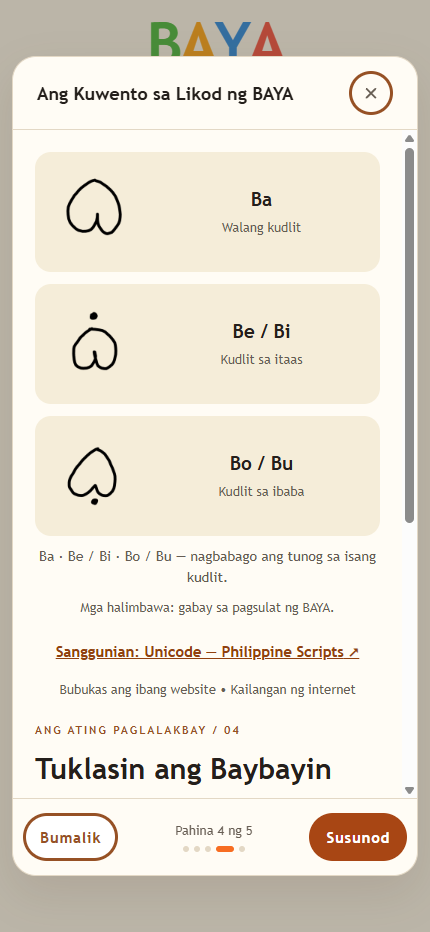 BAYA
Ang Kuwento sa Likod ng BAYA
ᜊ
Ba
Walang kudlit
ᜊᜒ
Be / Bi
Kudlit sa itaas
ᜊᜓ
Bo / Bu
Kudlit sa ibaba
Ba · Be / Bi · Bo / Bu — nagbabago ang tunog sa isang
kudlit.
Mga halimbawa: gabay sa pagsulat ng BAYA.
Sanggunian: Unicode — Philippine Scripts ↗
Bubukas ang ibang website • Kailangan ng internet
ANG ATING PAGLALAKBAY / 04
Tuklasin ang Baybayin
Bumalik
Pahina 4 ng 5
Susunod